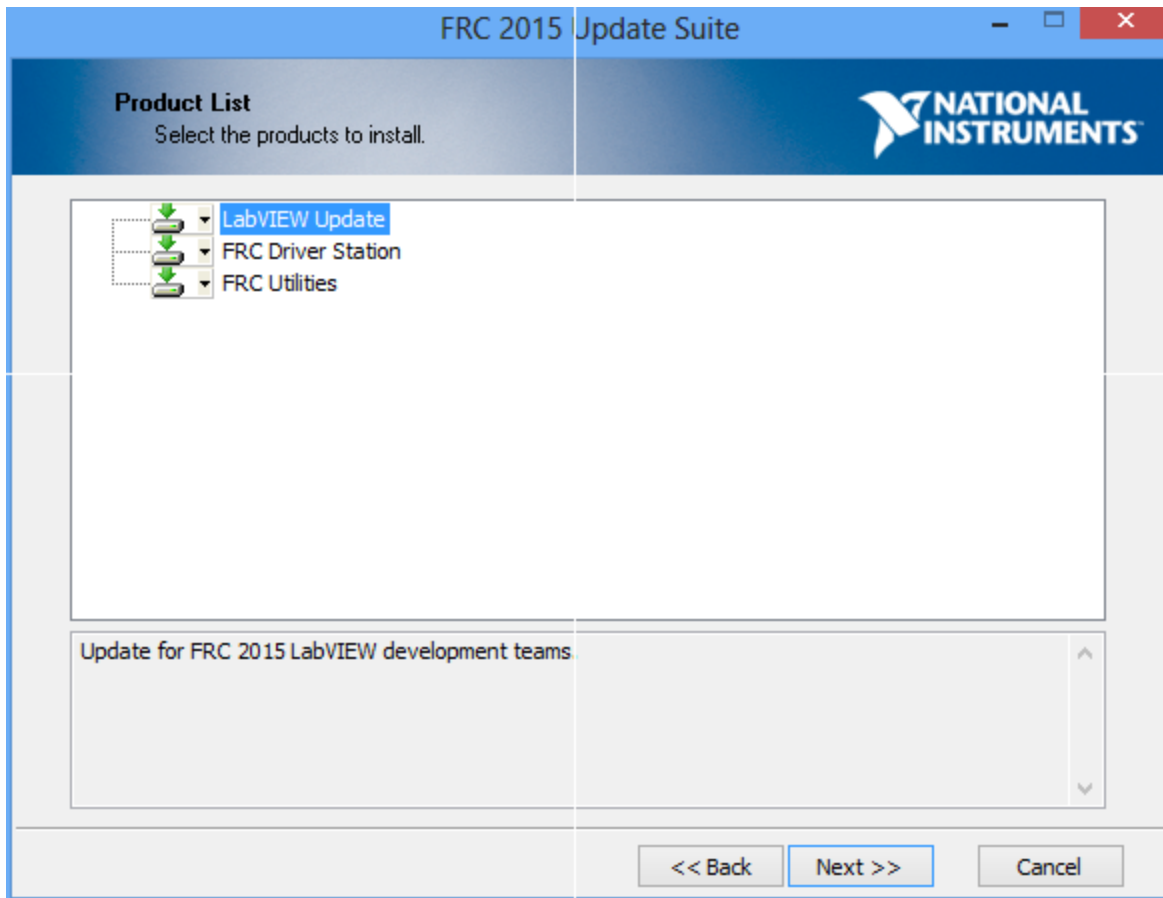 FRC 2015 Update Suite
Product List
Select the products to install.
NATIONAL
INSTRUMENTS™
LabVIEW Update
FRC Driver Station
FRC Utilities
Update for FRC 2015 LabVIEW development teams.
<< Back
Next >>
Cancel